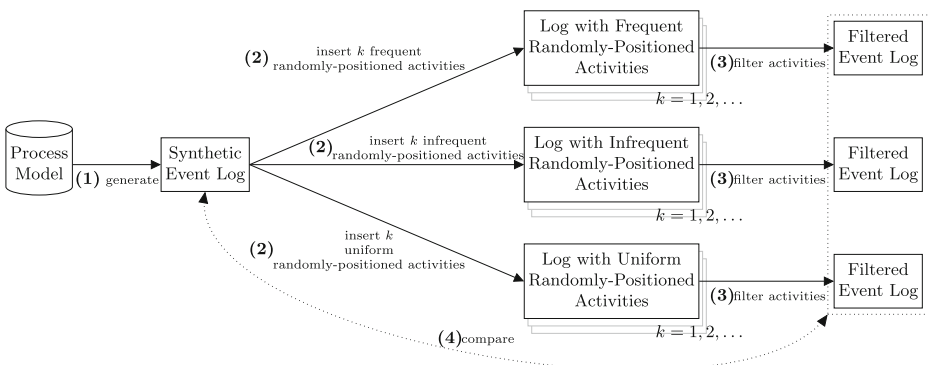 Process
Model
(1) generate
Synthetic
Event Log
(2) insert k frequent
randomly-positioned activities
Log with Frequent
Randomly-Positioned
Activities
k = 1, 2, . . .
(3) filter activities
Filtered
Event Log
(2) insert k infrequent
randomly-positioned activities
Log with Infrequent
Randomly-Positioned
Activities
k = 1, 2, . . .
(3) filter activities
Filtered
Event Log
(2) insert k
uniform
randomly-positioned activities
Log with Uniform
Randomly-Positioned
Activities
k = 1, 2, . . .
(3) filter activities
Filtered
Event Log
(4) compare